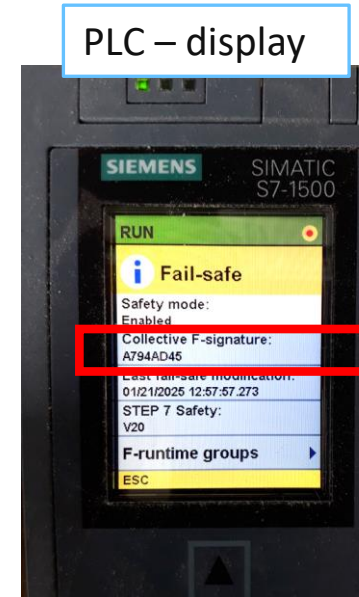 PLC – display
SIEMENS
SIMATIC
S7-1500
RUN
i Fail-safe
Safety mode:
Enabled
Collective F-signature:
A794AD45
Last fail-safe modification:
01/21/2025 12:57:57.273
STEP 7 Safety:
V20
F-runtime groups
ESC